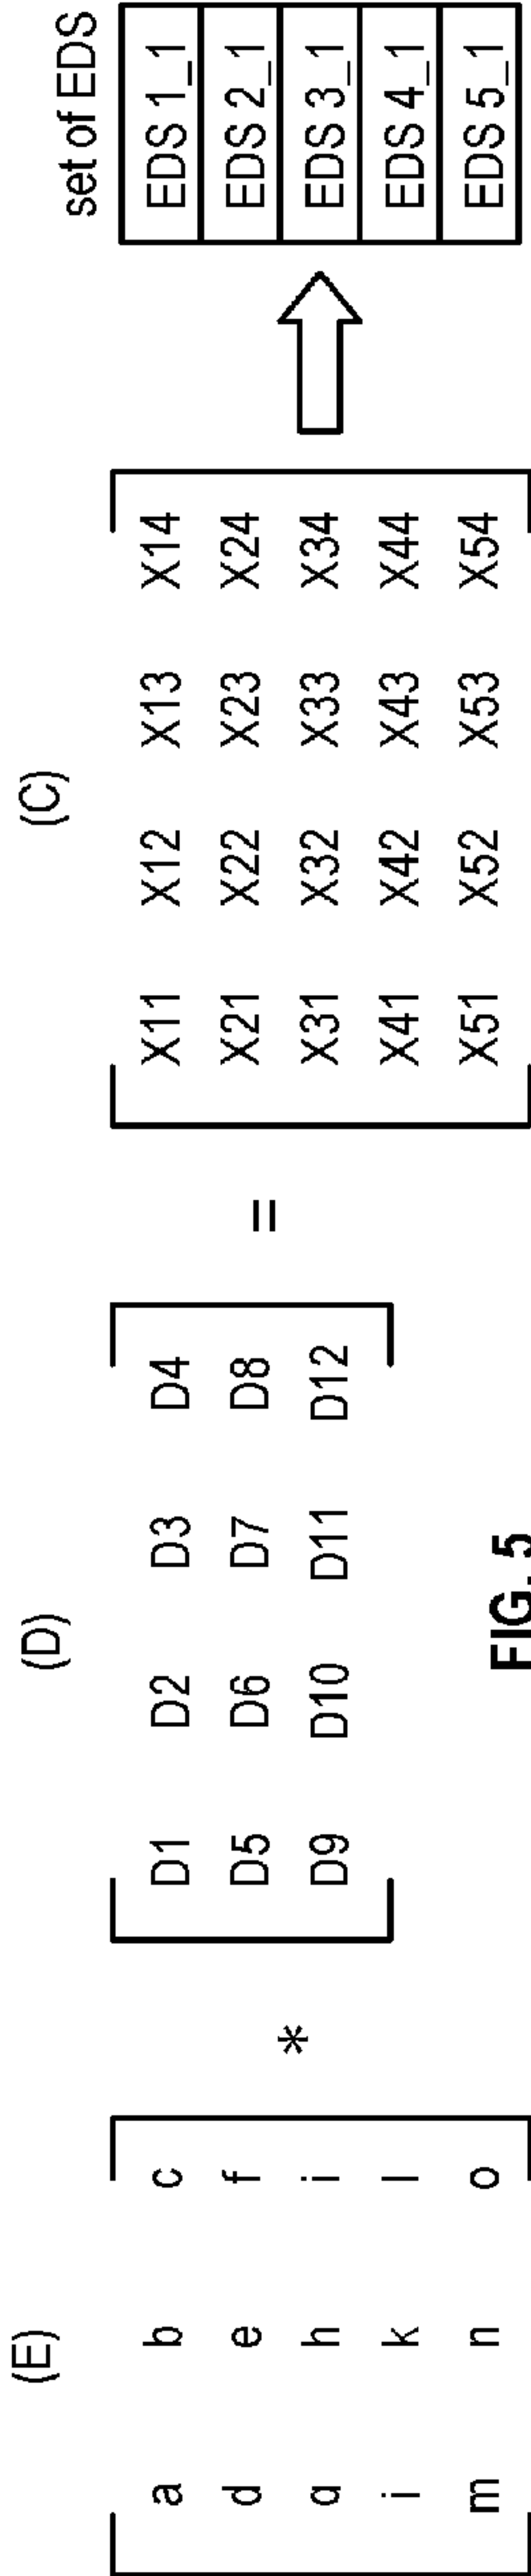 (E) (D) (C) set of EDS
a b c D1 D2 D3 D4 X11 X12 X13 X14 EDS 1_1
d e f * D5 D6 D7 D8 = X21 X22 X23 X24 EDS 2_1
g h i D9 D10 D11 D12 X31 X32 X33 X34 EDS 3_1
j k l X41 X42 X43 X44 EDS 4_1
m n o X51 X52 X53 X54 EDS 5_1
FIG. 5